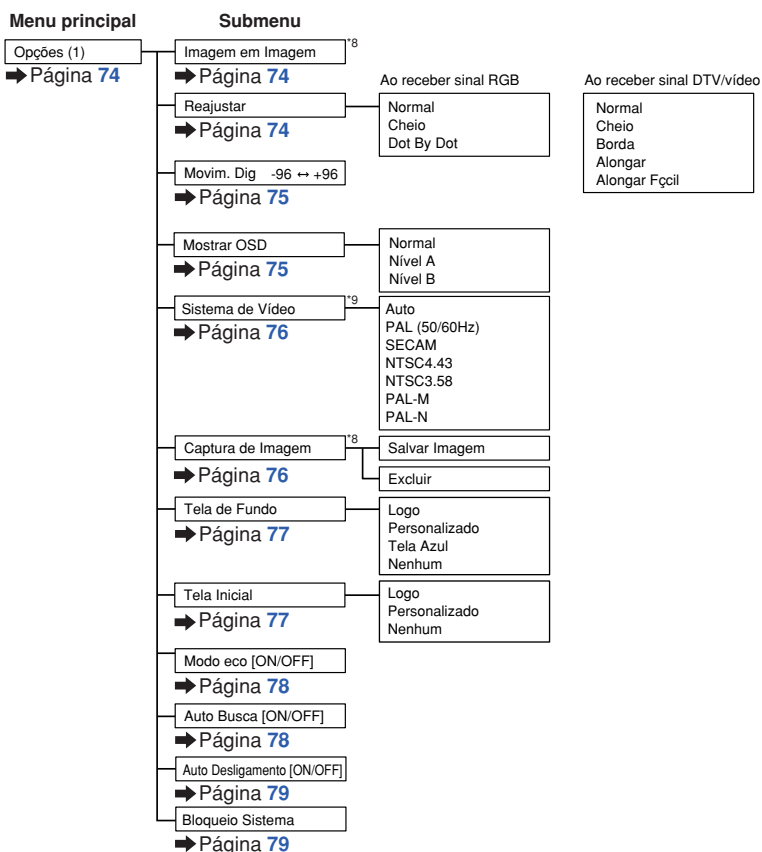 Menu principal
Submenu
Opções (1)
➡Página 74
Imagem em Imagem *8
➡Página 74
Reajustar
➡Página 74
Ao receber sinal RGB
Normal
Cheio
Dot By Dot
Ao receber sinal DTV/vídeo
Normal
Cheio
Borda
Alongar
Alongar Fçcil
Movim. Dig -96 ↔ +96
➡Página 75
Mostrar OSD
➡Página 75
Normal
Nível A
Nível B
Sistema de Vídeo *9
➡Página 76
Auto
PAL (50/60Hz)
SECAM
NTSC4.43
NTSC3.58
PAL-M
PAL-N
Captura de Imagem *8
➡Página 76
Salvar Imagem
Excluir
Tela de Fundo
➡Página 77
Logo
Personalizado
Tela Azul
Nenhum
Tela Inicial
➡Página 77
Logo
Personalizado
Nenhum
Modo eco [ON/OFF]
➡Página 78
Auto Busca [ON/OFF]
➡Página 78
Auto Desligamento [ON/OFF]
➡Página 79
Bloqueio Sistema
➡Página 79